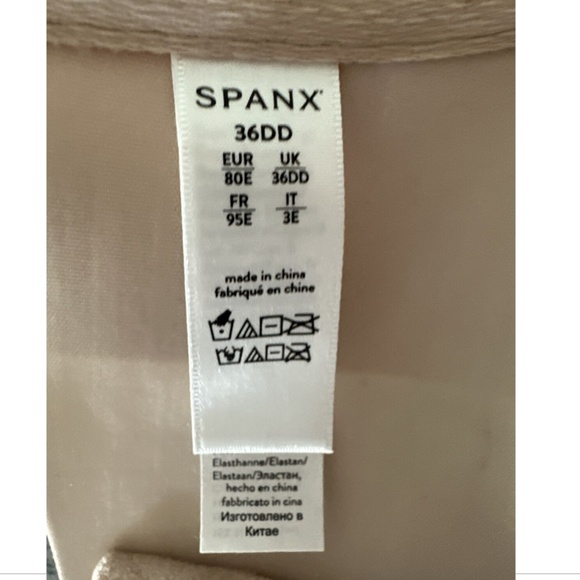 SPANX
36DD
EUR UK
80E 36DD
FR IT
95E 3E
made in china
fabriqué en chine
Elasthanne/Elastan/
Elastaan/Эластан,
hecho en china
fabbricato in cina
Изготовлено в
Китае